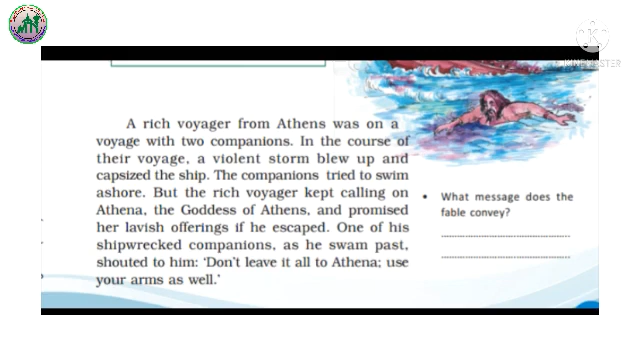 KINEMASTER
A rich voyager from Athens was on a
voyage with two companions. In the course of
their voyage, a violent storm blew up and
capsized the ship. The companions tried to swim
ashore. But the rich voyager kept calling on
Athena, the Goddess of Athens, and promised
her lavish offerings if he escaped. One of his
shipwrecked companions, as he swam past,
shouted to him: ‘Don’t leave it all to Athena; use
your arms as well.’
• What message does the
fable convey?